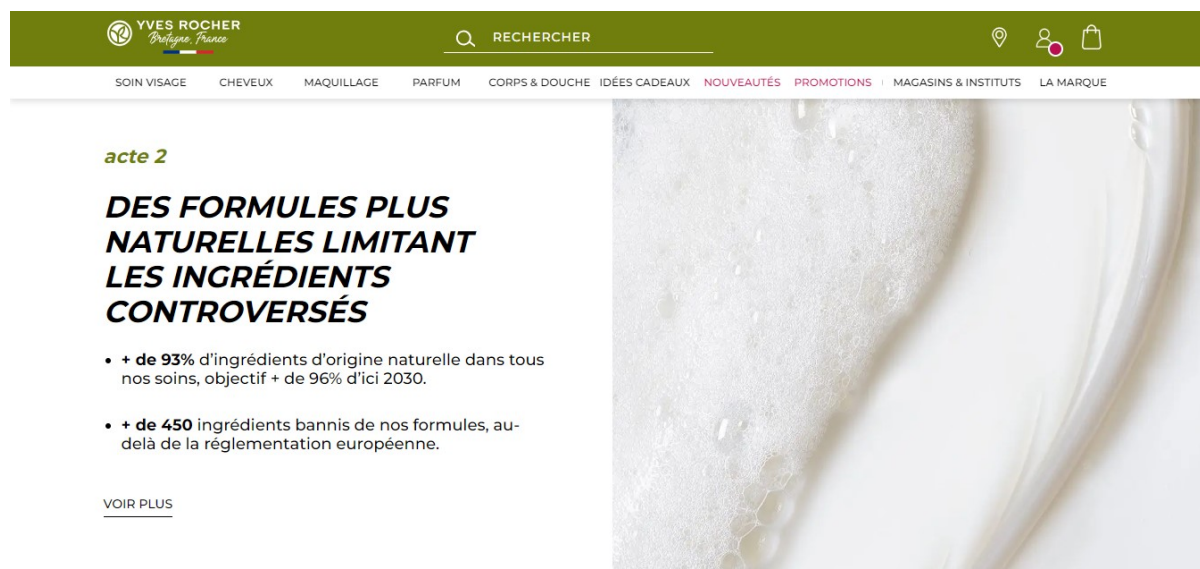 YVES ROCHER
Bretagne, France
RECHERCHER
SOIN VISAGE CHEVEUX MAQUILLAGE PARFUM CORPS & DOUCHE IDÉES CADEAUX NOUVEAUTÉS PROMOTIONS MAGASINS & INSTITUTS LA MARQUE
acte 2
DES FORMULES PLUS
NATURELLES LIMITANT
LES INGRÉDIENTS
CONTROVERSÉS
• + de 93% d’ingrédients d’origine naturelle dans tous
nos soins, objectif + de 96% d’ici 2030.
• + de 450 ingrédients bannis de nos formules, au-
delà de la réglementation européenne.
VOIR PLUS